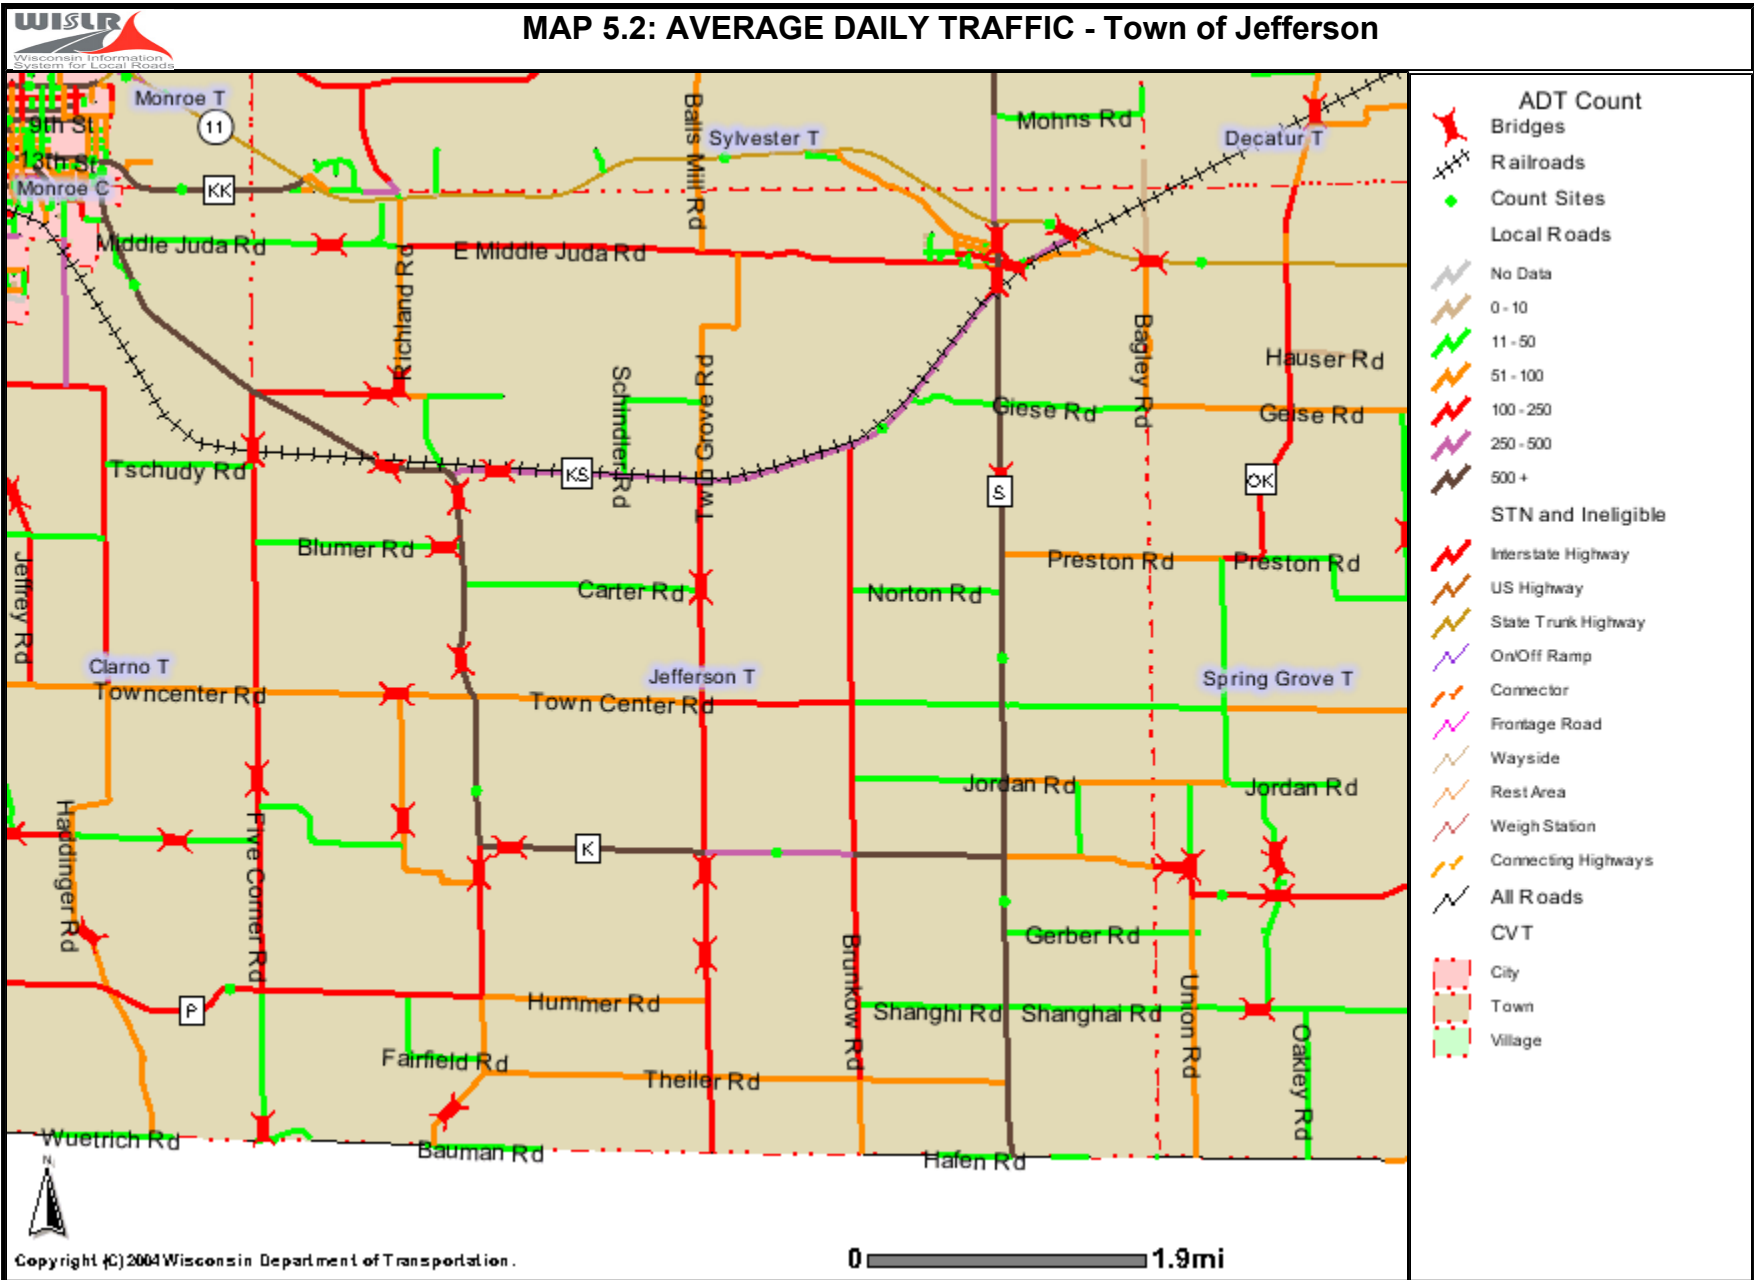 WISLR
Wisconsin Information
System for Local Roads
MAP 5.2: AVERAGE DAILY TRAFFIC - Town of Jefferson
Monroe T
11
9th St
13th St
Monroe C
KK
Balls Mill Rd
Sylvester T
Mohns Rd
Decatur T
Middle Juda Rd
E Middle Juda Rd
Richland Rd
Bagley Rd
Hauser Rd
Schindler Rd
Twin Grove Rd
Giese Rd
Geise Rd
Tschudy Rd
KS
S
OK
Jeffrey Rd
Blumer Rd
Preston Rd
Preston Rd
Carter Rd
Norton Rd
Clarno T
Jefferson T
Spring Grove T
Towncenter Rd
Town Center Rd
Jordan Rd
Jordan Rd
Haddinger Rd
Five Corner Rd
K
Brunkow Rd
Gerber Rd
Union Rd
P
Hummer Rd
Shanghi Rd
Shanghai Rd
Oakley Rd
Fairfield Rd
Theiler Rd
Wuetrich Rd
Bauman Rd
Hafen Rd
N
Copyright (C) 2004 Wisconsin Department of Transportation.
0 1.9mi
ADT Count
Bridges
Railroads
Count Sites
Local Roads
No Data
0 - 10
11 - 50
51 - 100
100 - 250
250 - 500
500 +
STN and Ineligible
Interstate Highway
US Highway
State Trunk Highway
On/Off Ramp
Connector
Frontage Road
Wayside
Rest Area
Weigh Station
Connecting Highways
All Roads
CVT
City
Town
Village